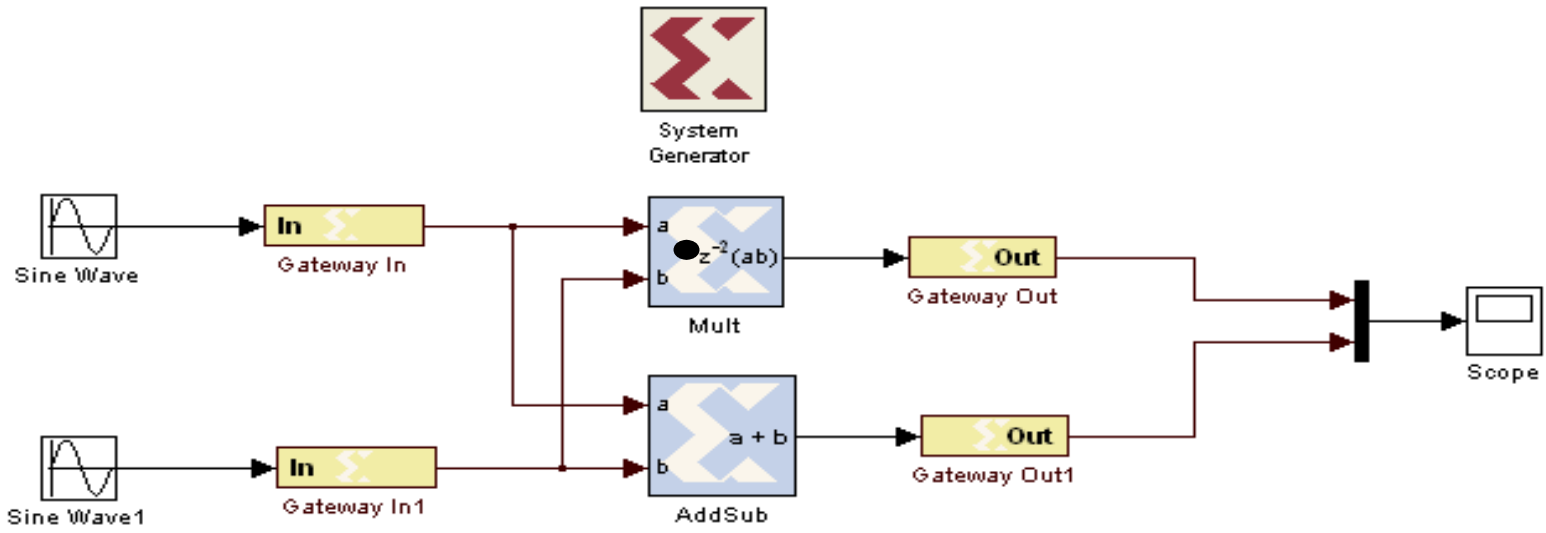 System
Generator
Sine Wave
In
Gateway In
a
b
z⁻²(ab)
Mult
Out
Gateway Out
Scope
Sine Wave1
In
Gateway In1
a
b
a + b
AddSub
Out
Gateway Out1